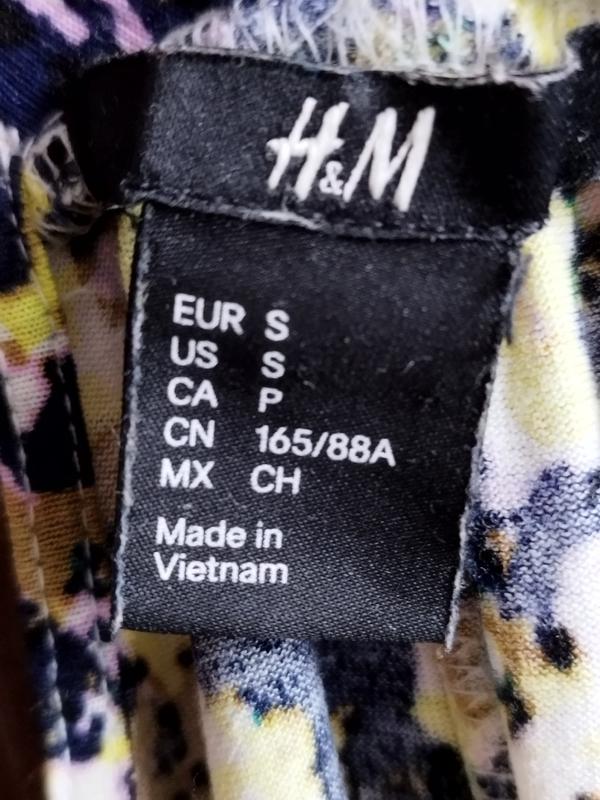 H&M
EUR S
US S
CA P
CN 165/88A
MX CH
Made in
Vietnam